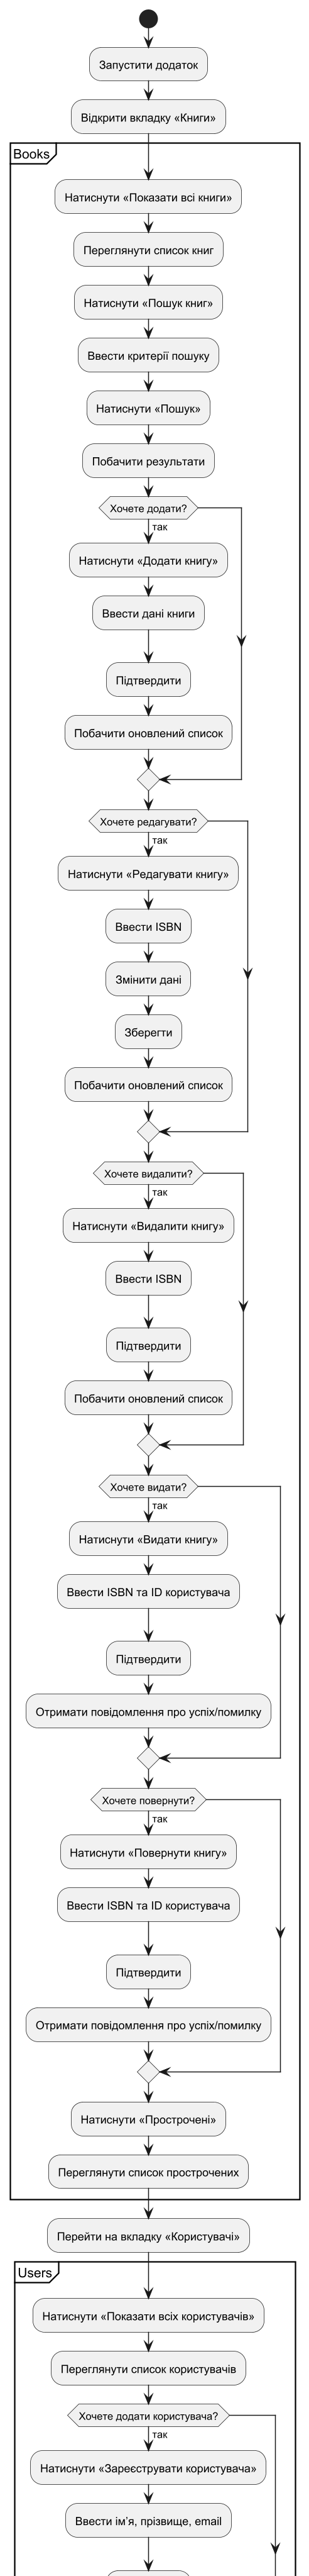 Запустити додаток
Відкрити вкладку «Книги»
Books
Натиснути «Показати всі книги»
Переглянути список книг
Натиснути «Пошук книг»
Ввести критерії пошуку
Натиснути «Пошук»
Побачити результати
Хочете додати?
так
Натиснути «Додати книгу»
Ввести дані книги
Підтвердити
Побачити оновлений список
Хочете редагувати?
так
Натиснути «Редагувати книгу»
Ввести ISBN
Змінити дані
Зберегти
Побачити оновлений список
Хочете видалити?
так
Натиснути «Видалити книгу»
Ввести ISBN
Підтвердити
Побачити оновлений список
Хочете видати?
так
Натиснути «Видати книгу»
Ввести ISBN та ID користувача
Підтвердити
Отримати повідомлення про успіх/помилку
Хочете повернути?
так
Натиснути «Повернути книгу»
Ввести ISBN та ID користувача
Підтвердити
Отримати повідомлення про успіх/помилку
Натиснути «Прострочені»
Переглянути список прострочених
Перейти на вкладку «Користувачі»
Users
Натиснути «Показати всіх користувачів»
Переглянути список користувачів
Хочете додати користувача?
так
Натиснути «Зареєструвати користувача»
Ввести ім’я, прізвище, email